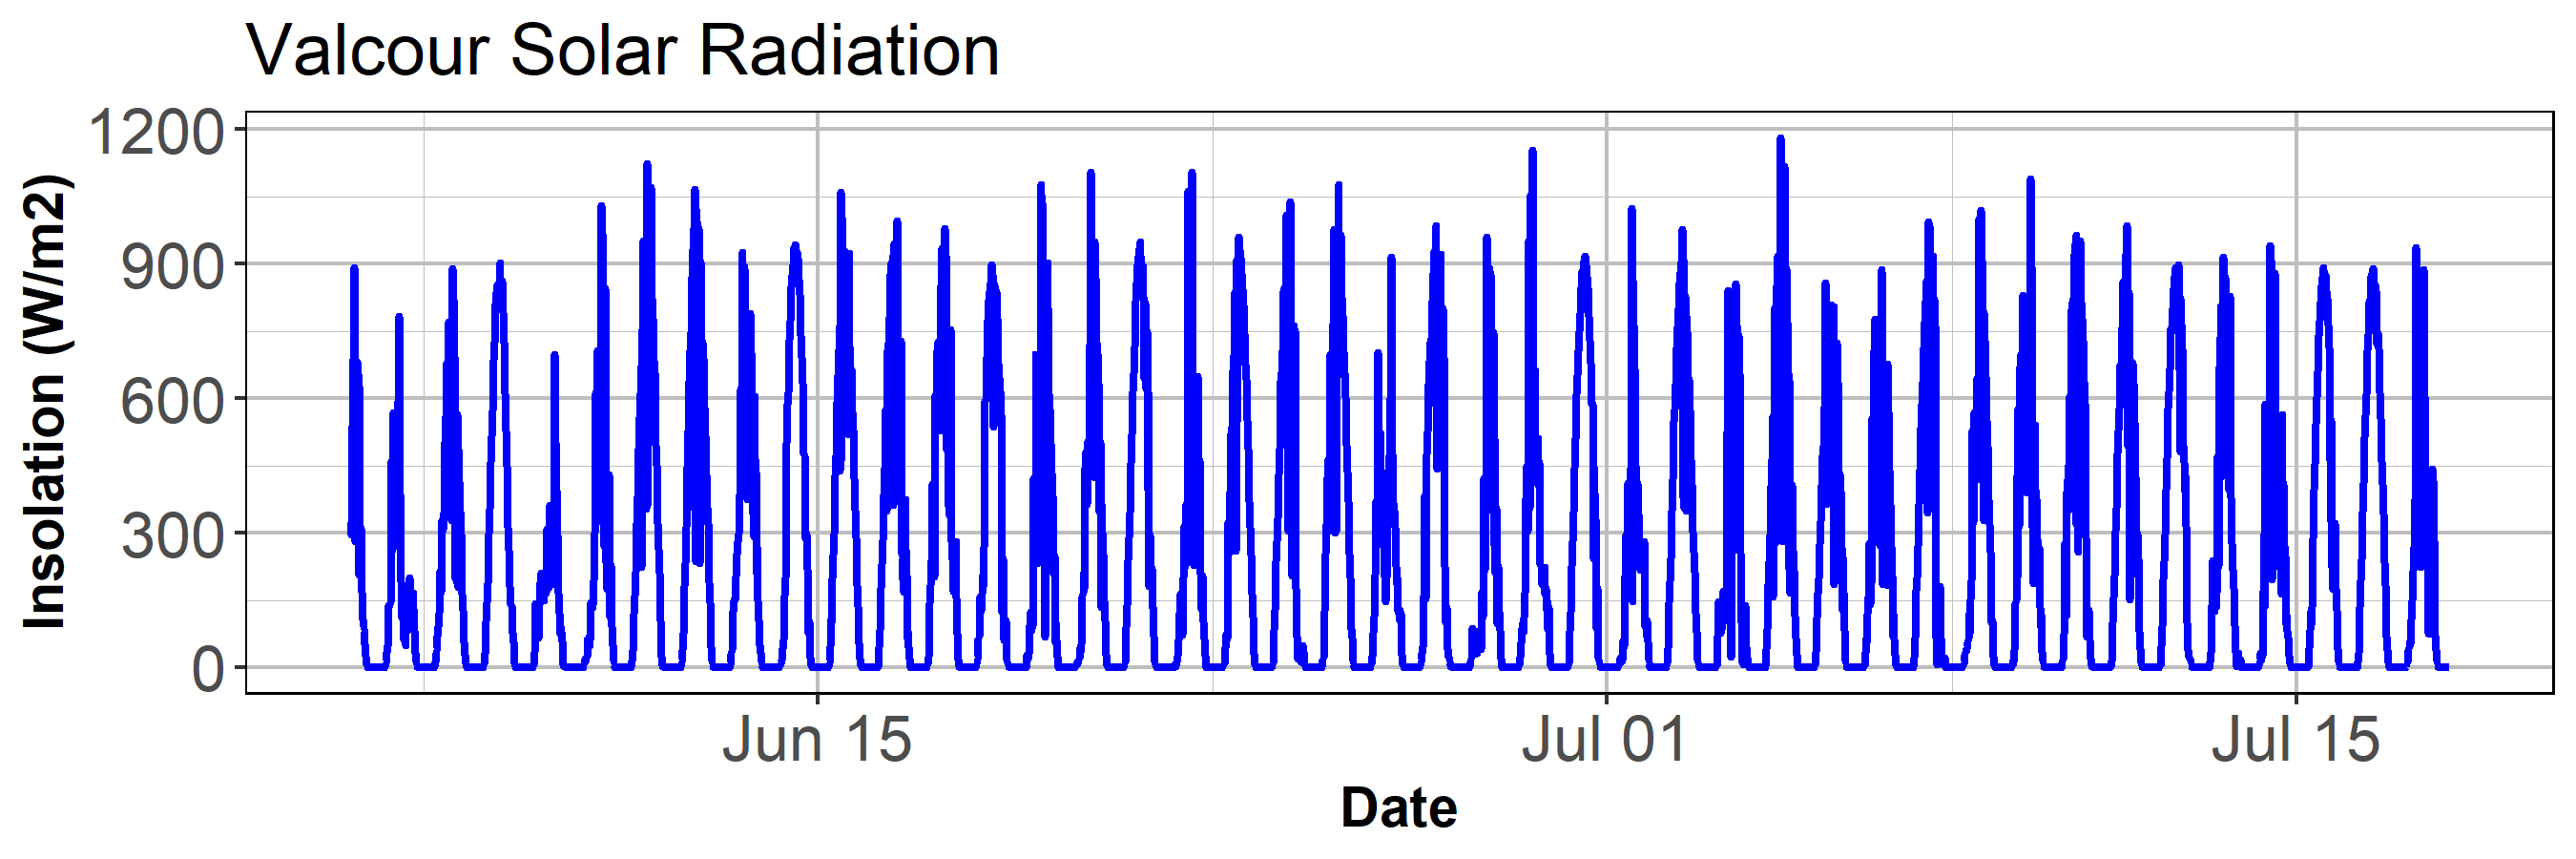 Valcour Solar Radiation
1200
900
600
300
0
Insolation (W/m2)
Jun 15
Jul 01
Jul 15
Date